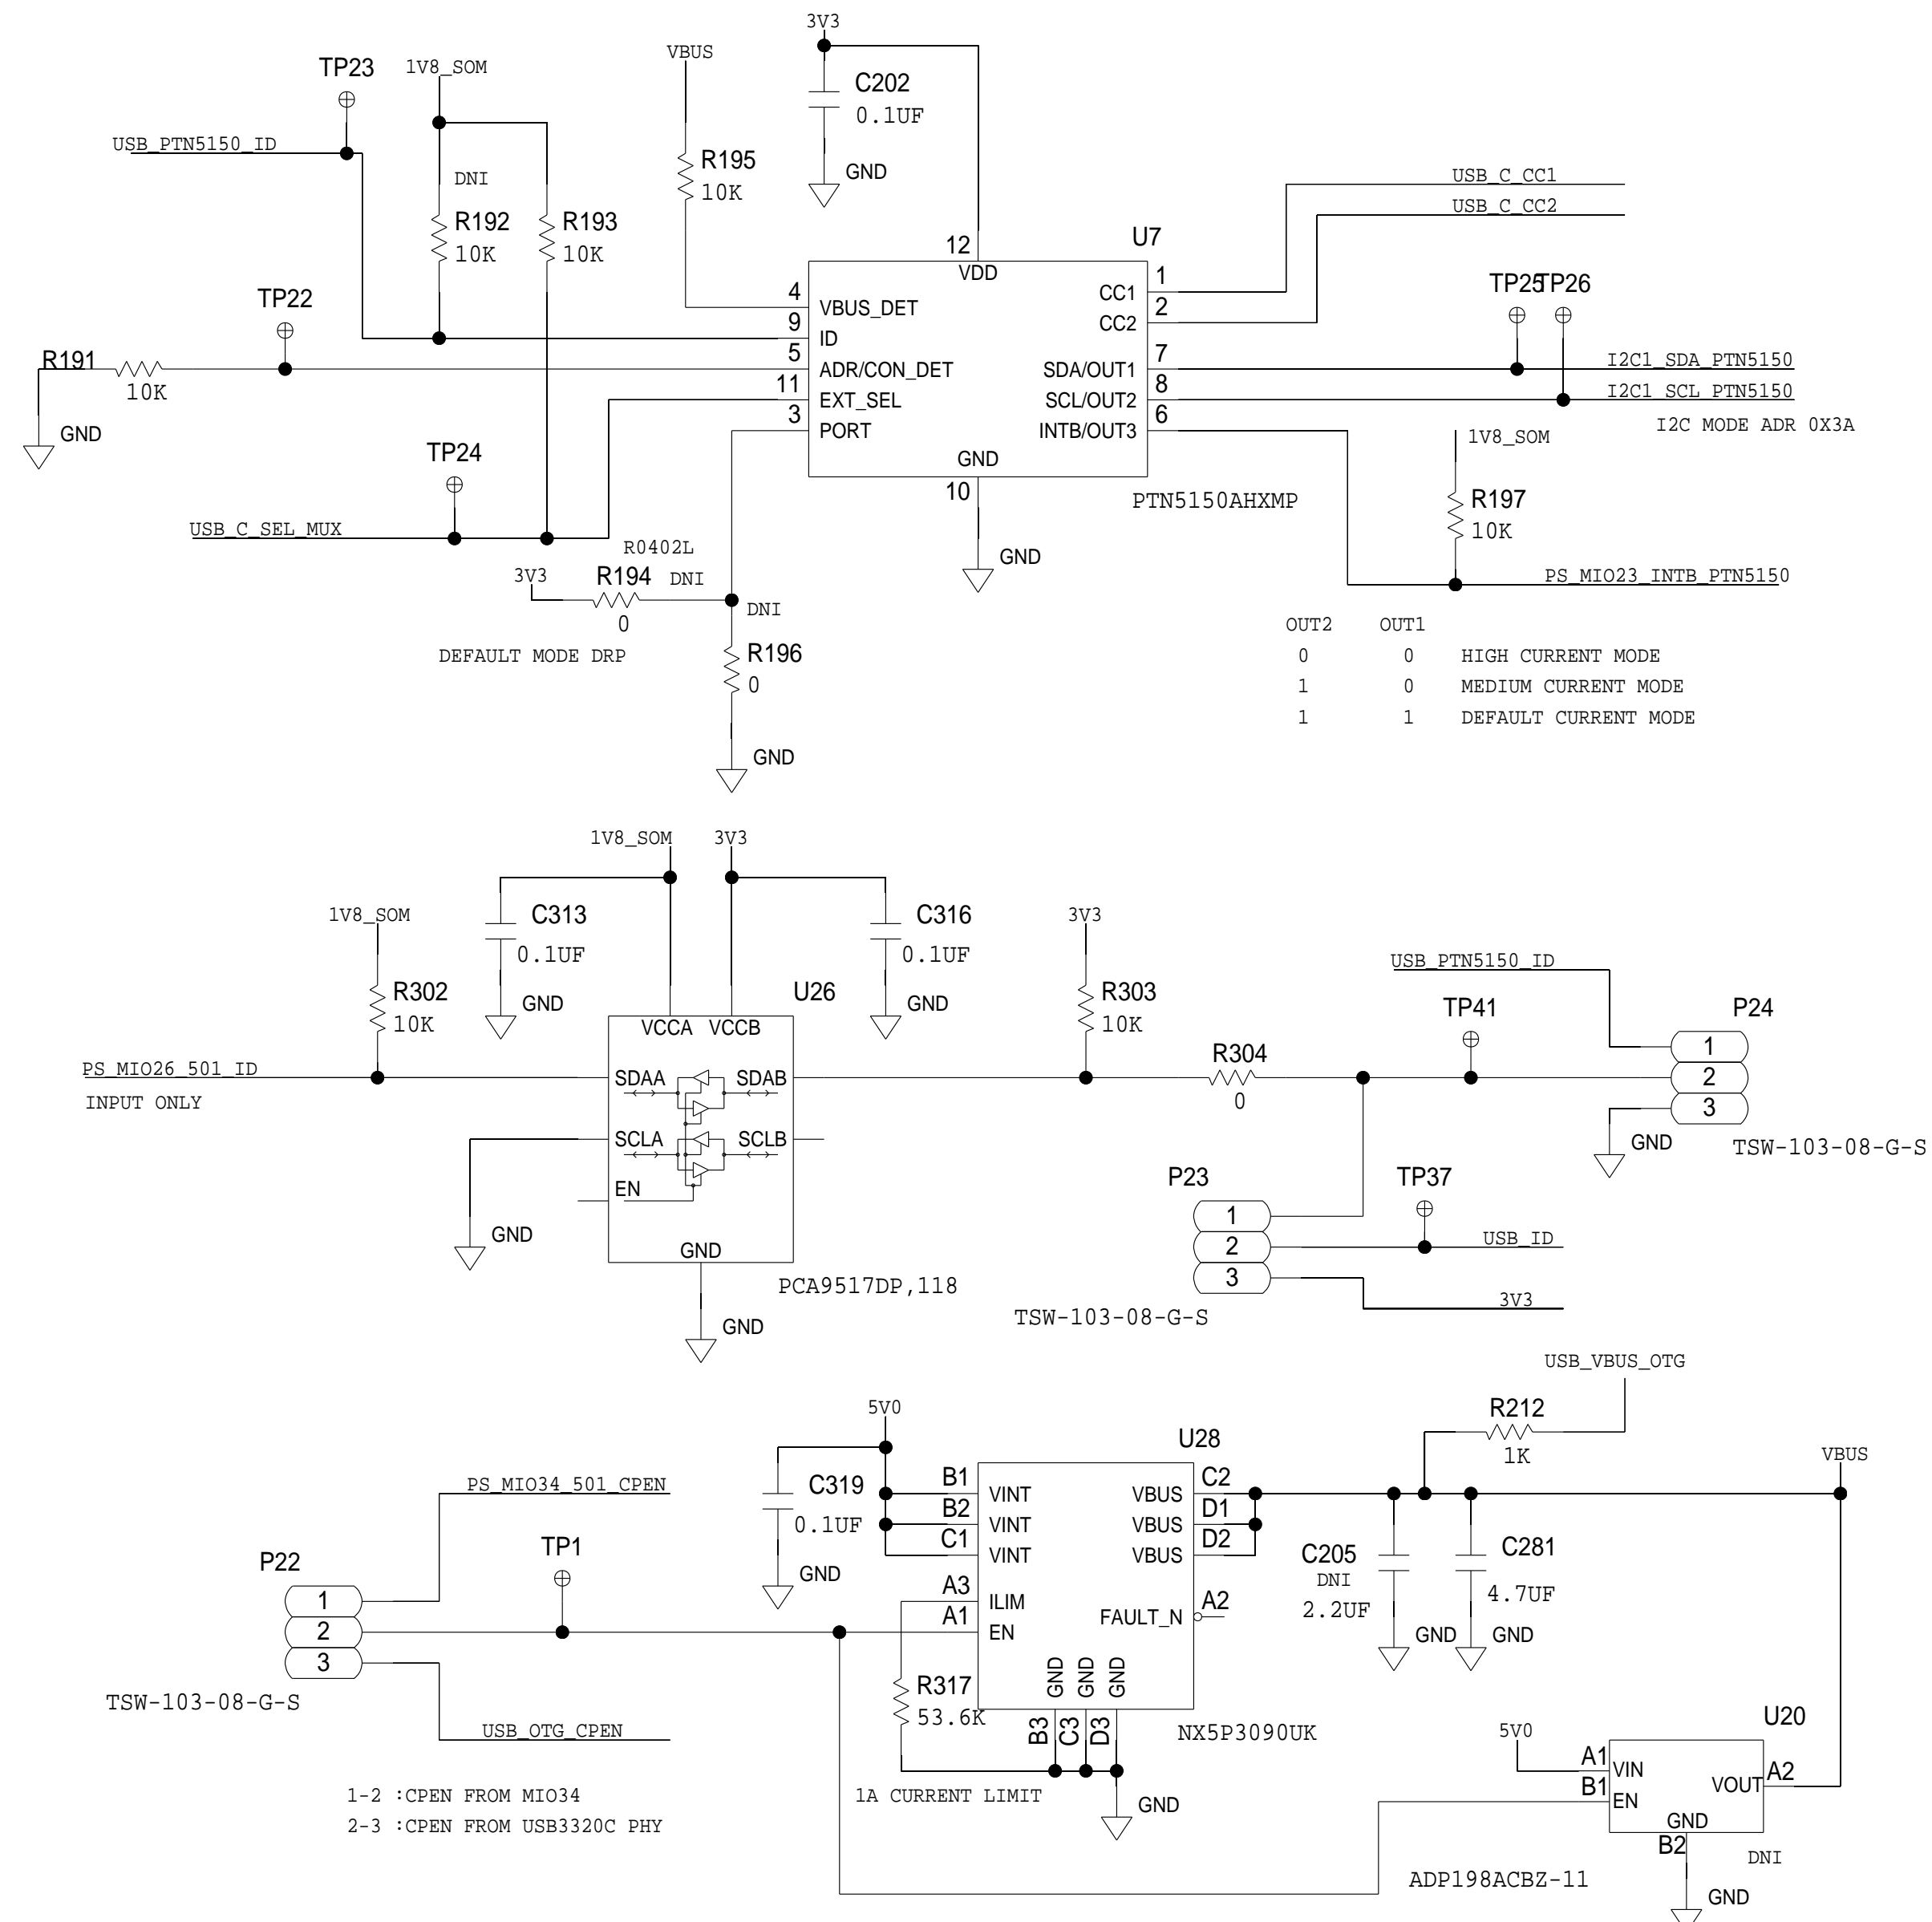 3V3
VBUS
TP23
1V8_SOM
C202
0.1UF
USB_PTN5150_ID
R195
10K
GND
DNI
USB_C_CC1
R192
10K
R193
10K
USB_C_CC2
U7
12
VDD
TP22
4
VBUS_DET
CC1
1
TP25
TP26
9
ID
CC2
2
R191
10K
5
ADR/CON_DET
SDA/OUT1
7
I2C1_SDA_PTN5150
11
EXT_SEL
SCL/OUT2
8
I2C1_SCL_PTN5150
3
PORT
INTB/OUT3
6
I2C MODE ADR 0X3A
GND
GND
10
1V8_SOM
TP24
PTN5150AHXMP
R197
10K
USB_C_SEL_MUX
R0402L
GND
3V3
R194
DNI
0
PS_MIO23_INTB_PTN5150
DNI
DEFAULT MODE DRP
R196
0
OUT2 OUT1
0 0 HIGH CURRENT MODE
1 0 MEDIUM CURRENT MODE
1 1 DEFAULT CURRENT MODE
GND
1V8_SOM
3V3
1V8_SOM
C313
0.1UF
C316
0.1UF
3V3
USB_PTN5150_ID
R302
10K
GND
U26
GND
R303
10K
TP41
P24
VCCA
VCCB
R304
0
1
2
3
PS_MIO26_501_ID
INPUT ONLY
SDAA
SDAB
SCLA
SCLB
GND
TSW-103-08-G-S
P23
TP37
EN
1
2
3
USB_ID
GND
GND
PCA9517DP,118
3V3
TSW-103-08-G-S
GND
USB_VBUS_OTG
5V0
R212
1K
U28
VBUS
PS_MIO34_501_CPEN
C319
0.1UF
B1
VINT
VBUS
C2
B2
VINT
VBUS
D1
C1
VINT
VBUS
D2
TP1
P22
GND
C205
DNI
2.2UF
C281
4.7UF
1
2
3
A3
ILIM
FAULT_N
A2
A1
EN
GND
GND
GND
GND
GND
R317
53.6K
TSW-103-08-G-S
B3
C3
D3
NX5P3090UK
USB_OTG_CPEN
5V0
U20
A1
VIN
VOUT
A2
B1
EN
GND
B2
1A CURRENT LIMIT
GND
1-2 :CPEN FROM MIO34
2-3 :CPEN FROM USB3320C PHY
DNI
ADP198ACBZ-11
GND